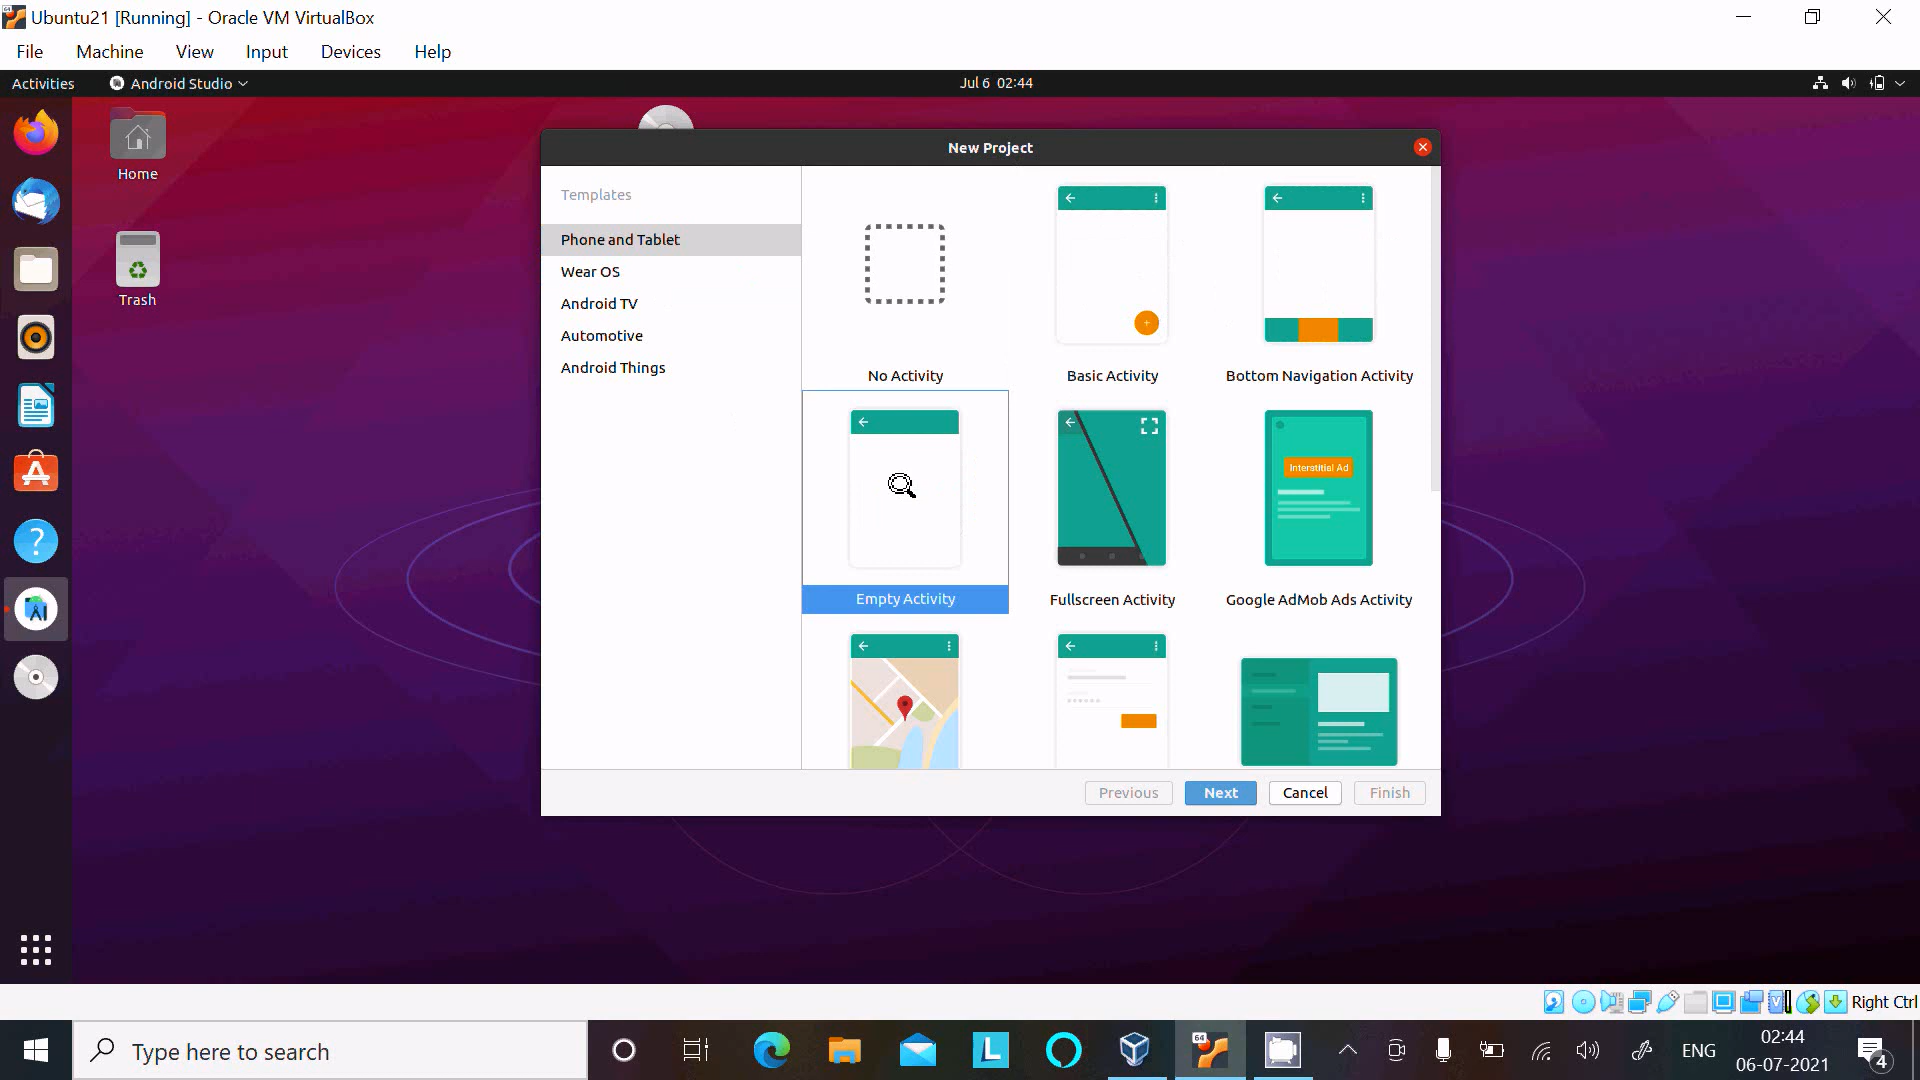 Ubuntu21 [Running] - Oracle VM VirtualBox
File Machine View Input Devices Help
Activities Android Studio Jul 6 02:44
Home
Trash
New Project
Templates
Phone and Tablet
Wear OS
Android TV
Automotive
Android Things
No Activity Basic Activity Bottom Navigation Activity
Interstitial Ad
Empty Activity Fullscreen Activity Google AdMob Ads Activity
Previous Next Cancel Finish
Right Ctrl
Type here to search
L
64
ENG
02:44
06-07-2021
4